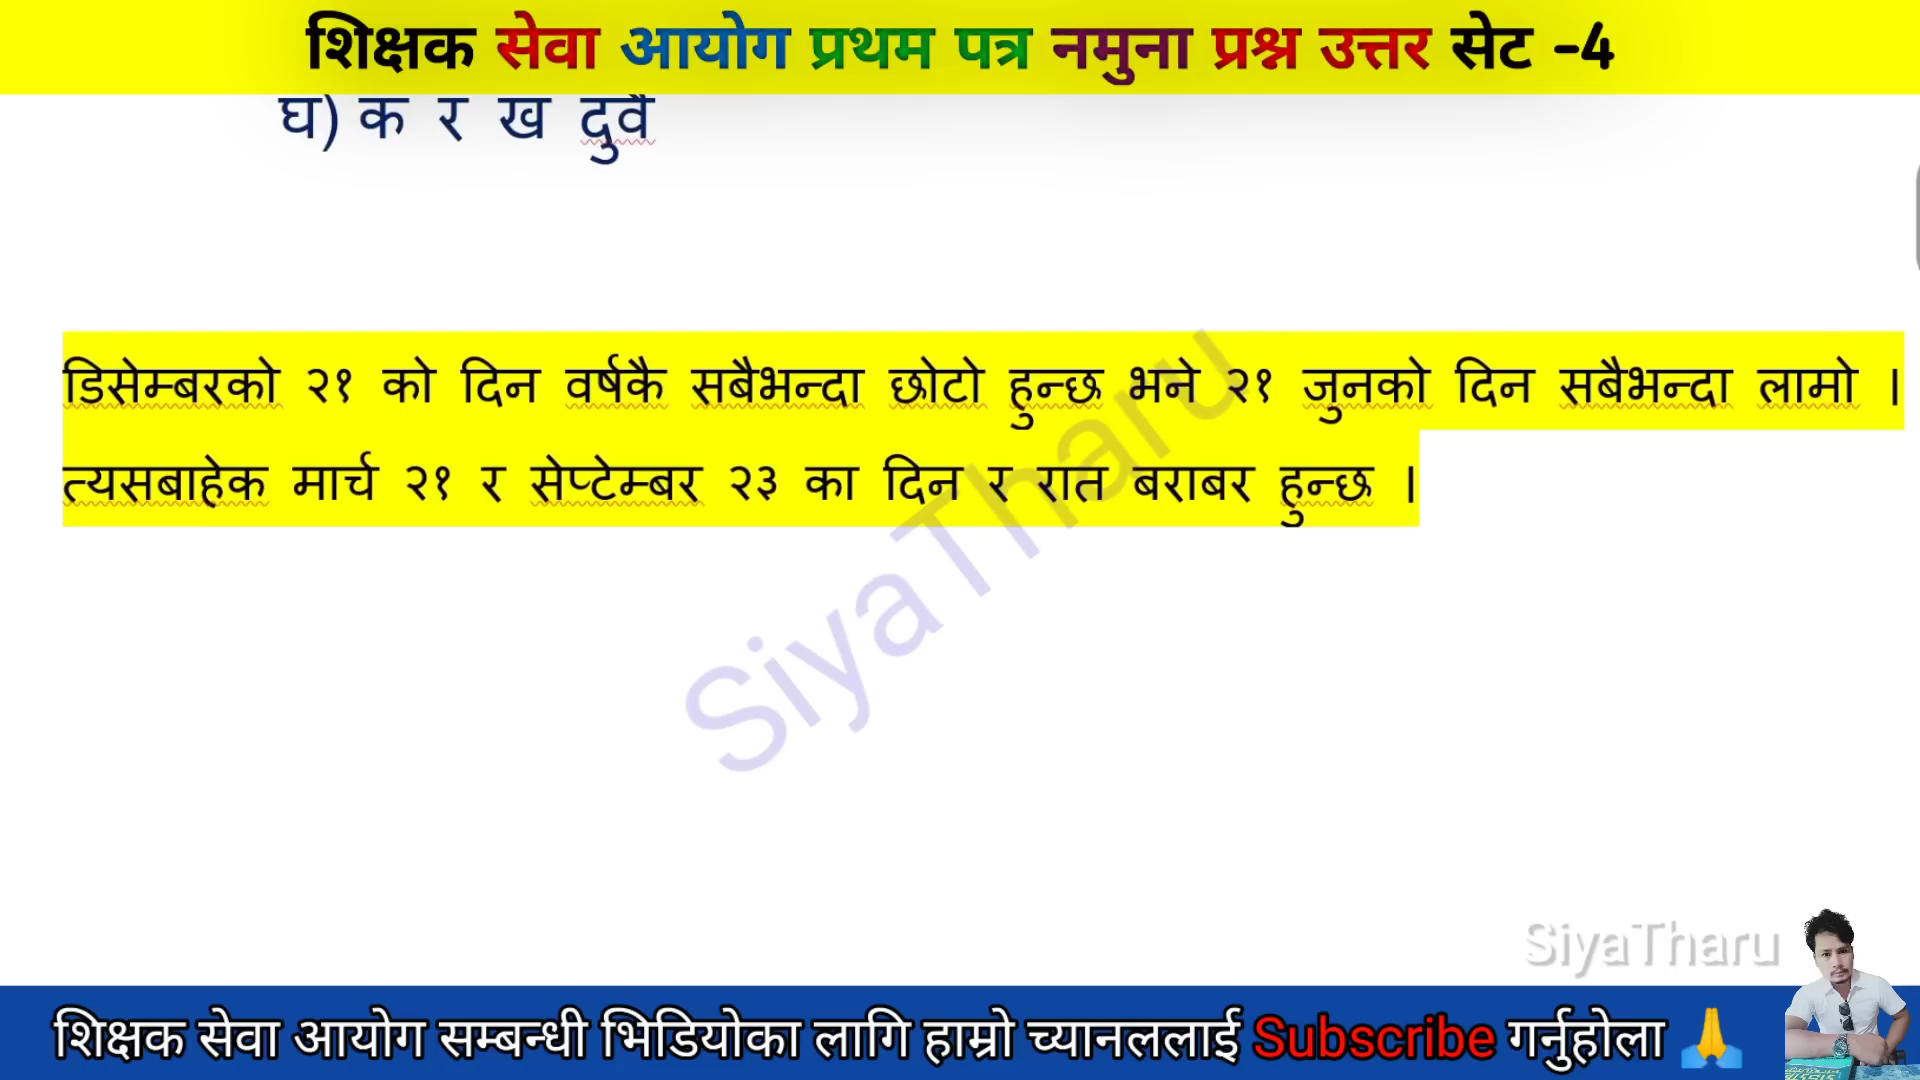 शिक्षक सेवा आयोग प्रथम पत्र नमुना प्रश्न उत्तर सेट -4
घ) क र ख दुवै
डिसेम्बरको २१ को दिन वर्षकै सबैभन्दा छोटो हुन्छ भने २१ जुनको दिन सबैभन्दा लामो ।
त्यसबाहेक मार्च २१ र सेप्टेम्बर २३ का दिन र रात बराबर हुन्छ ।
SiyaTharu
SiyaTharu
शिक्षक सेवा आयोग सम्बन्धी भिडियोका लागि हाम्रो च्यानललाई Subscribe गर्नुहोला 🙏